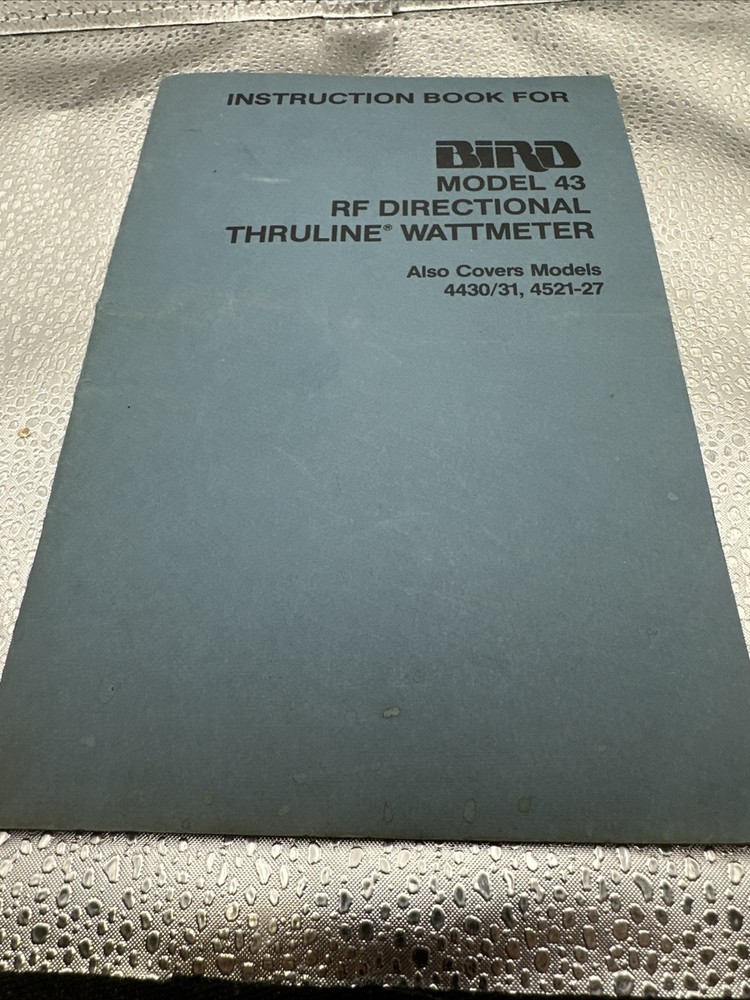 INSTRUCTION BOOK FOR
BIRD
MODEL 43
RF DIRECTIONAL
THRULINE® WATTMETER
Also Covers Models
4430/31, 4521-27